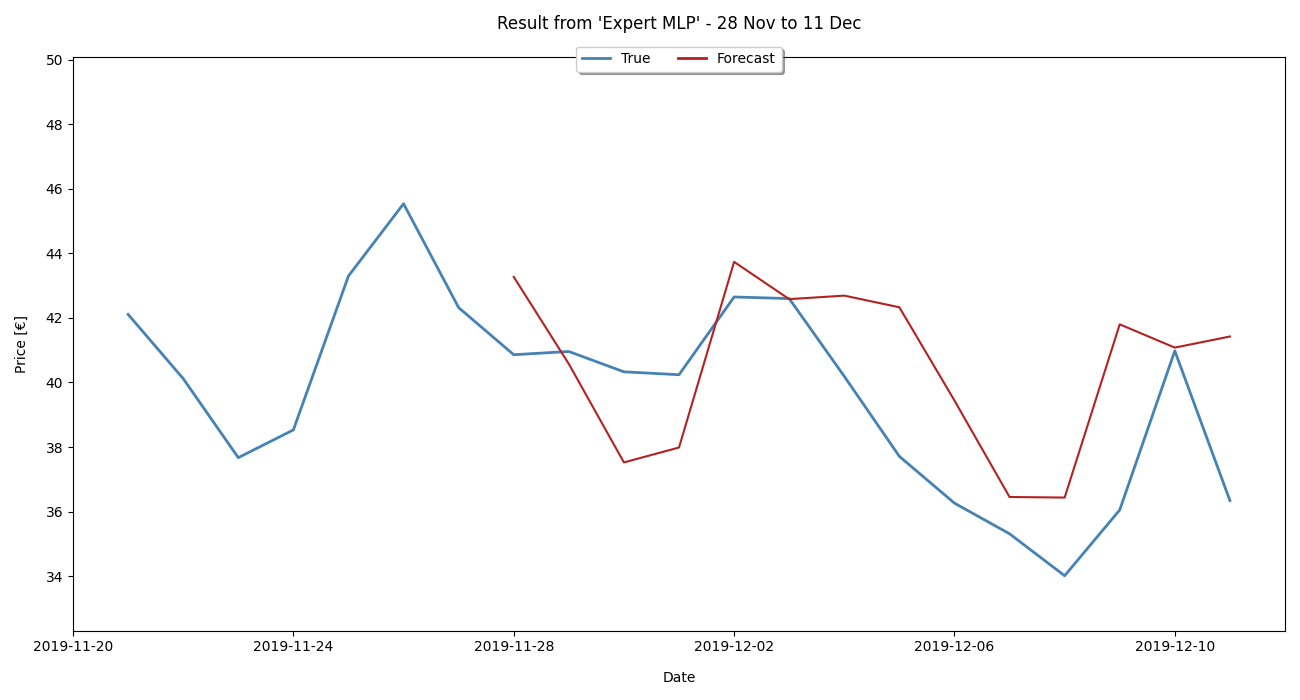 Result from 'Expert MLP' - 28 Nov to 11 Dec
True Forecast
50
48
46
44
42
40
38
36
34
Price [€]
2019-11-20 2019-11-24 2019-11-28 2019-12-02 2019-12-06 2019-12-10
Date